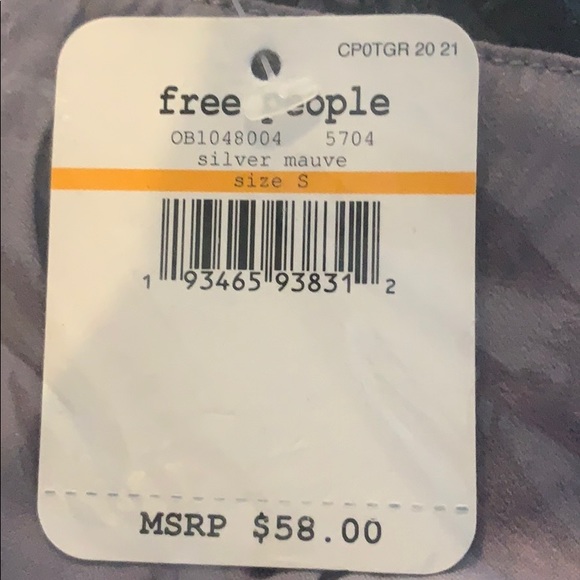 CP0TGR 20 21
free people
OB1048004 5704
silver mauve
size S
1 93465 93831 2
MSRP $58.00